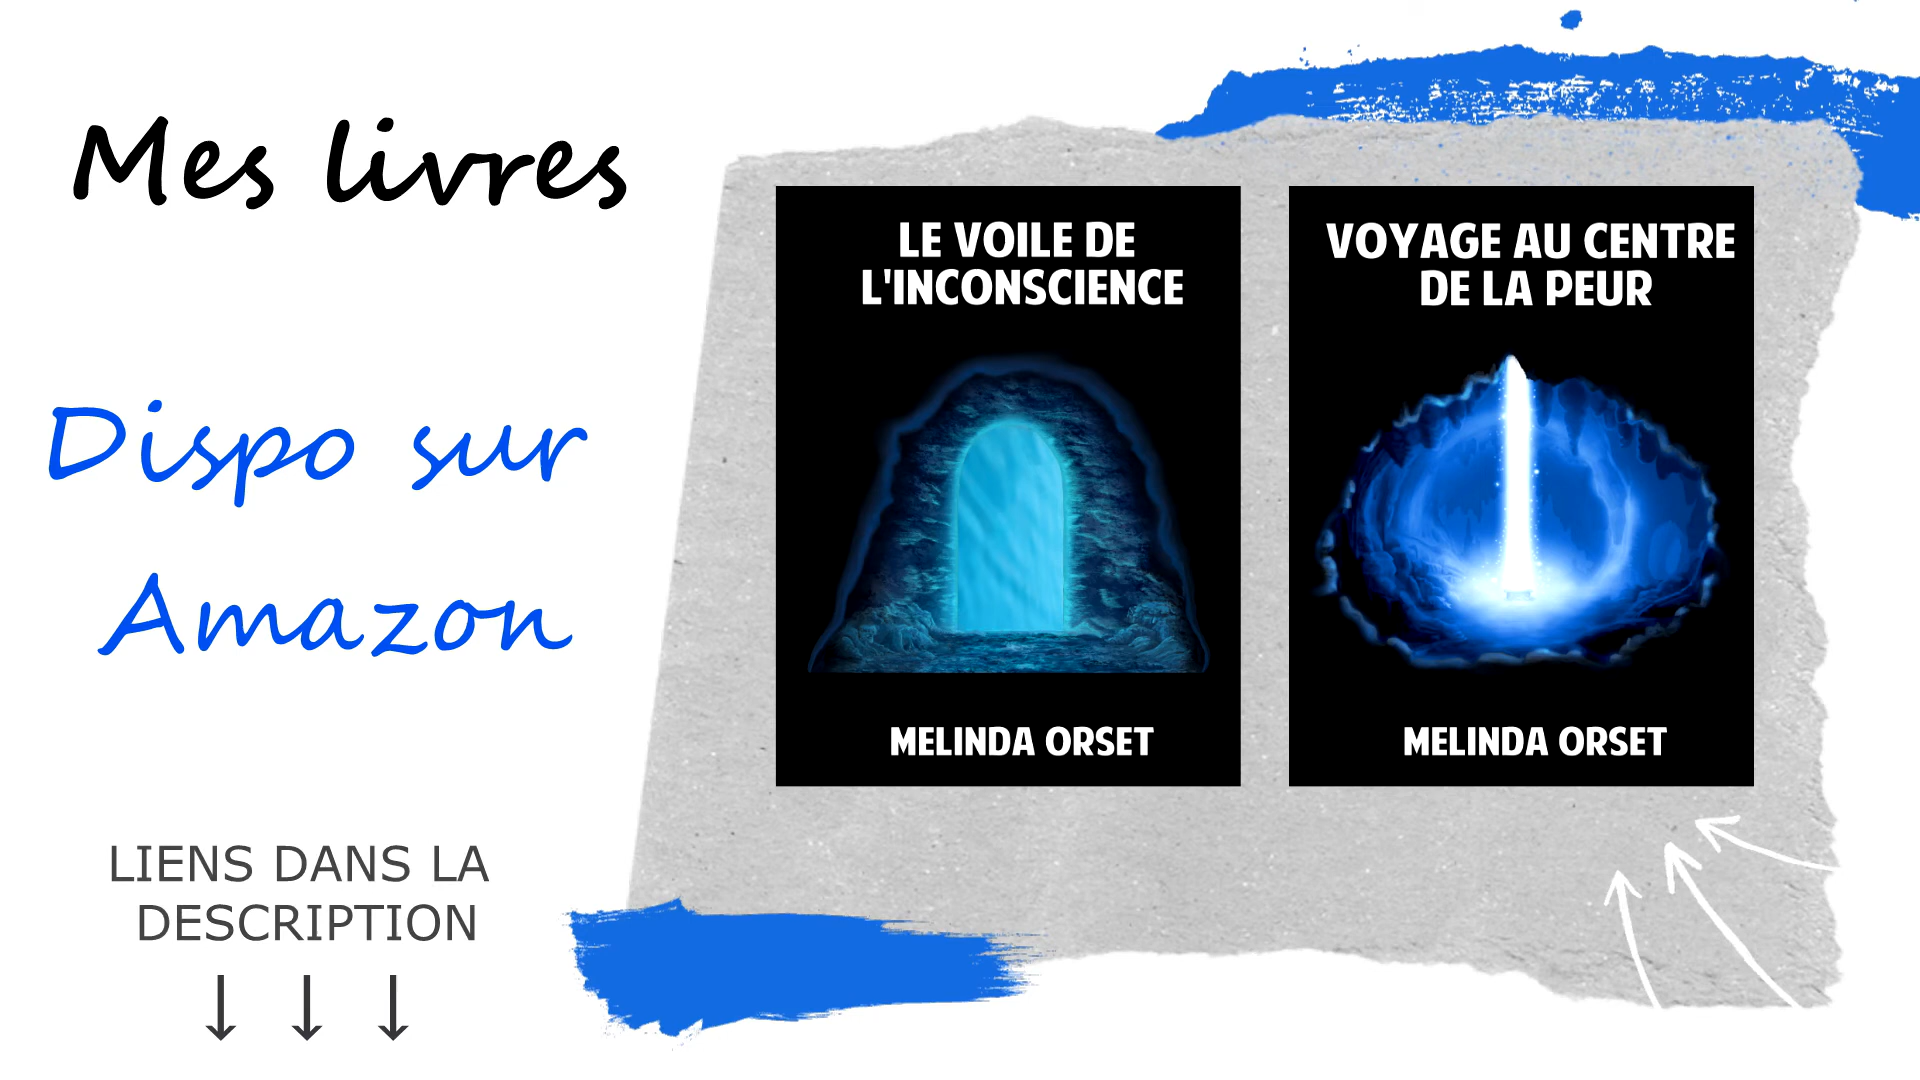 Mes livres
Dispo sur
Amazon
LIENS DANS LA
DESCRIPTION
↓ ↓ ↓
LE VOILE DE
L'INCONSCIENCE
MELINDA ORSET
VOYAGE AU CENTRE
DE LA PEUR
MELINDA ORSET